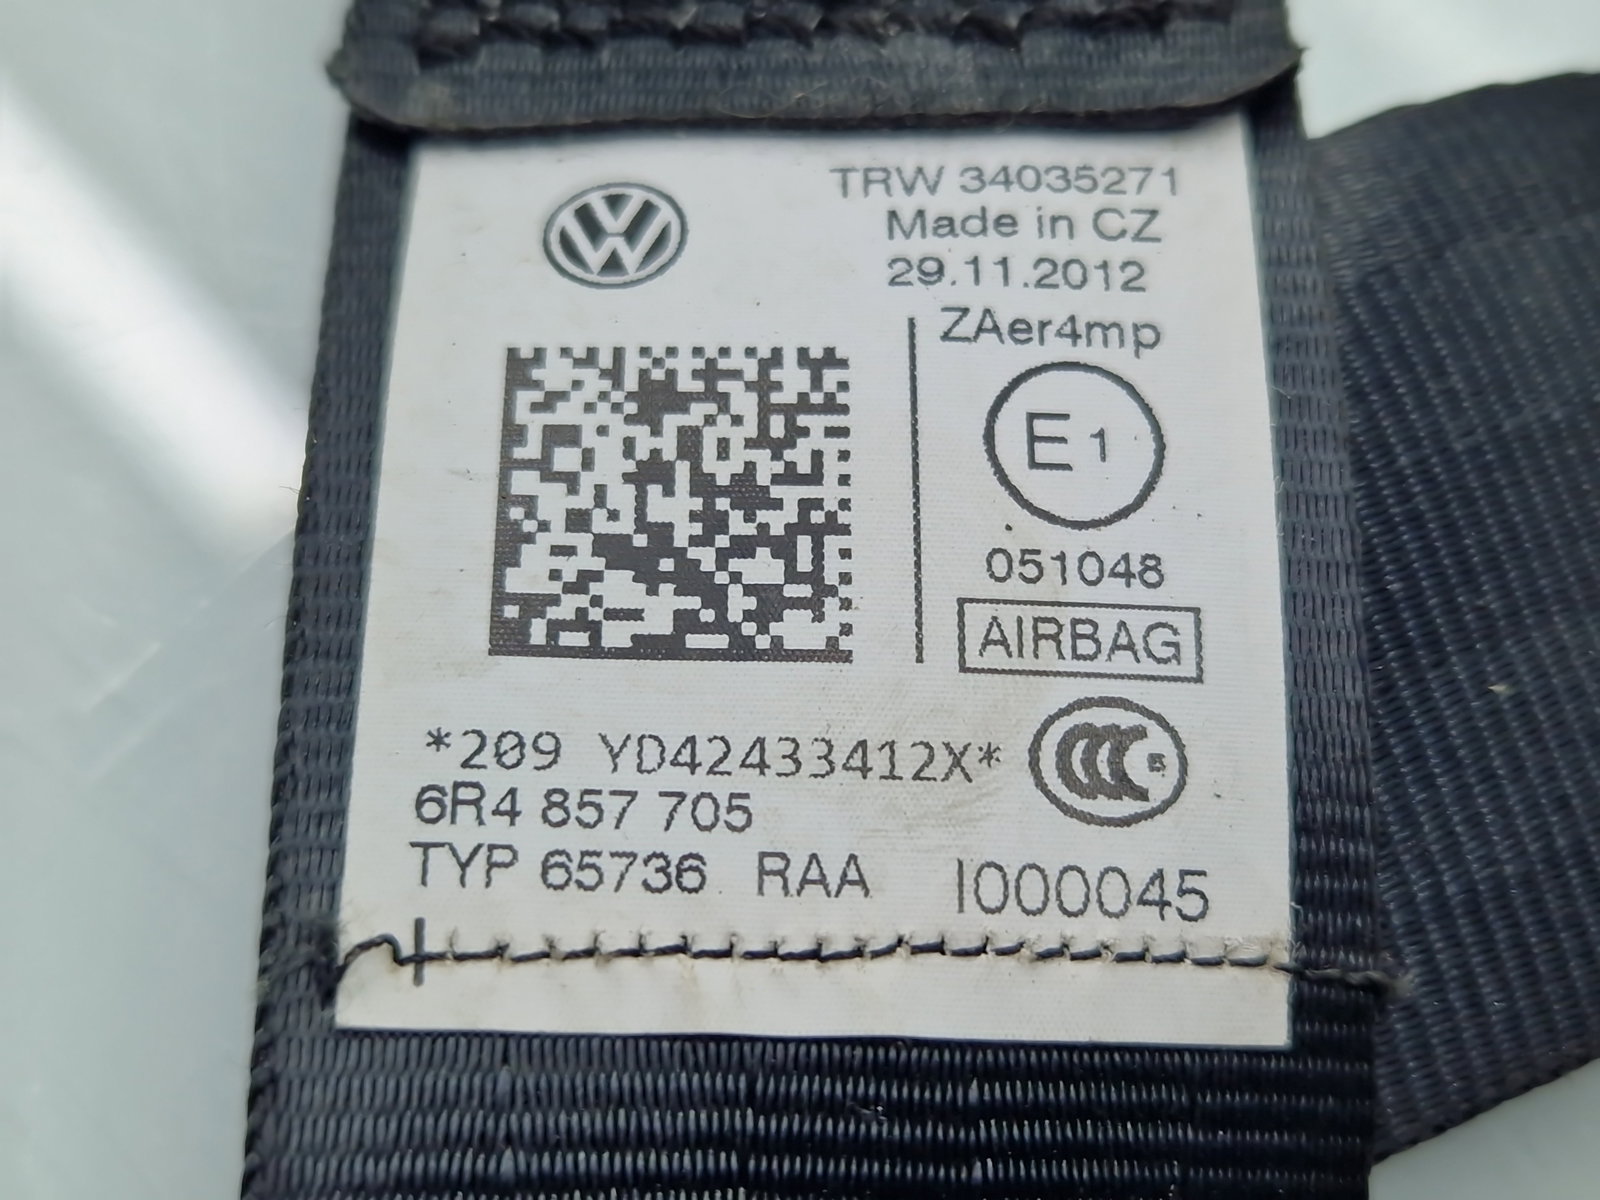 TRW 34035271
Made in CZ
29.11.2012
ZAer4mp
E1
051048
AIRBAG
*209 YD42433412X*
CCC S
6R4 857 705
TYP 65736 RAA I000045